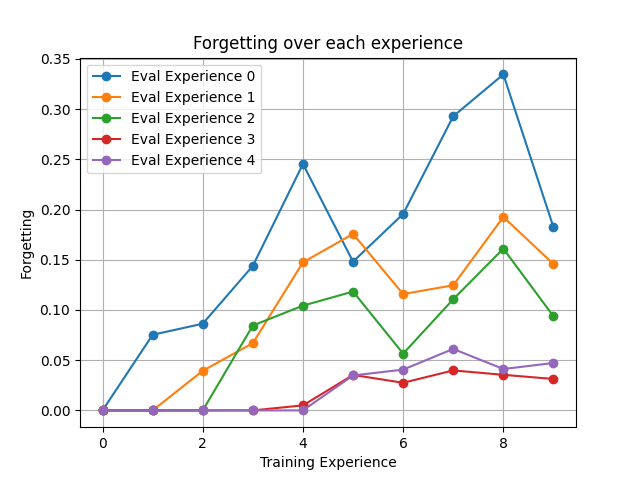 Forgetting over each experience
Eval Experience 0
Eval Experience 1
Eval Experience 2
Eval Experience 3
Eval Experience 4
Forgetting
0.35
0.30
0.25
0.20
0.15
0.10
0.05
0.00
0 2 4 6 8
Training Experience